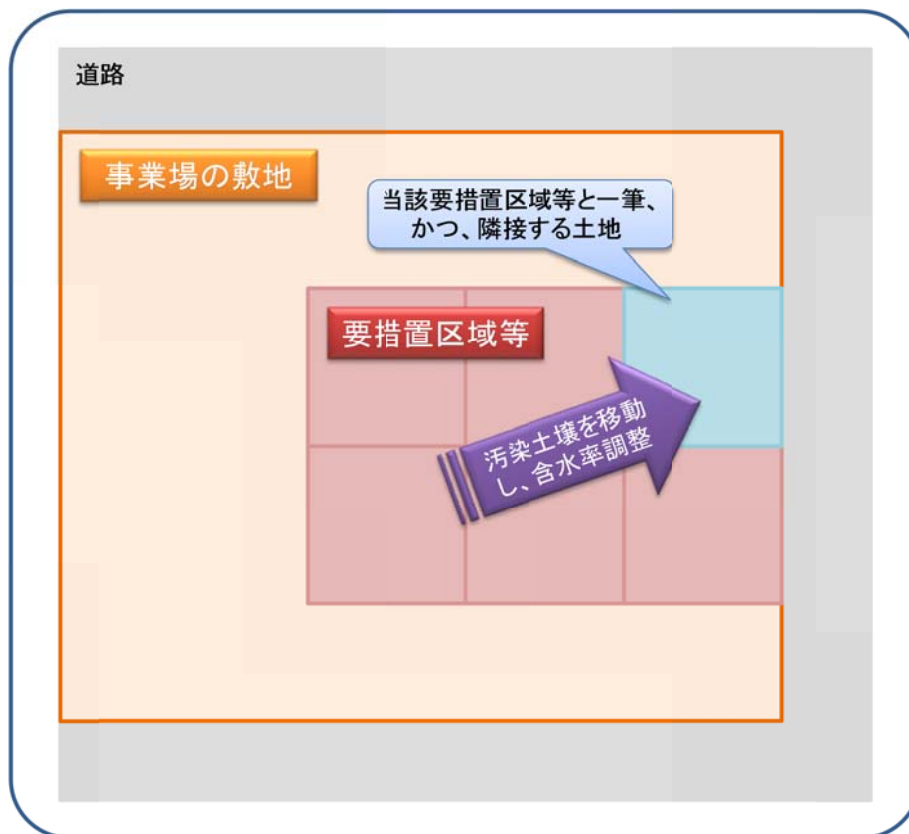 道路
事業場の敷地
当該要措置区域等と一筆、
かつ、隣接する土地
要措置区域等
汚染土壌を移動
し、含水率調整